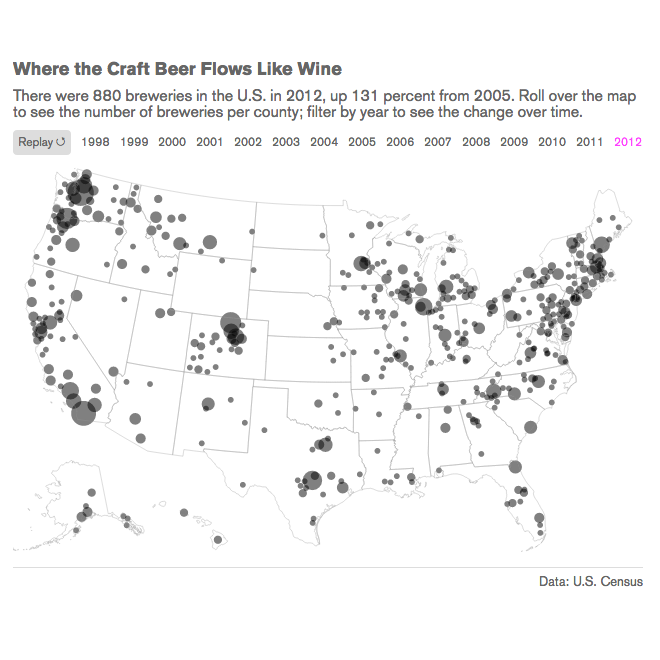 Where the Craft Beer Flows Like Wine
There were 880 breweries in the U.S. in 2012, up 131 percent from 2005. Roll over the map
to see the number of breweries per county; filter by year to see the change over time.
Replay ↺ 1998 1999 2000 2001 2002 2003 2004 2005 2006 2007 2008 2009 2010 2011 2012
Data: U.S. Census